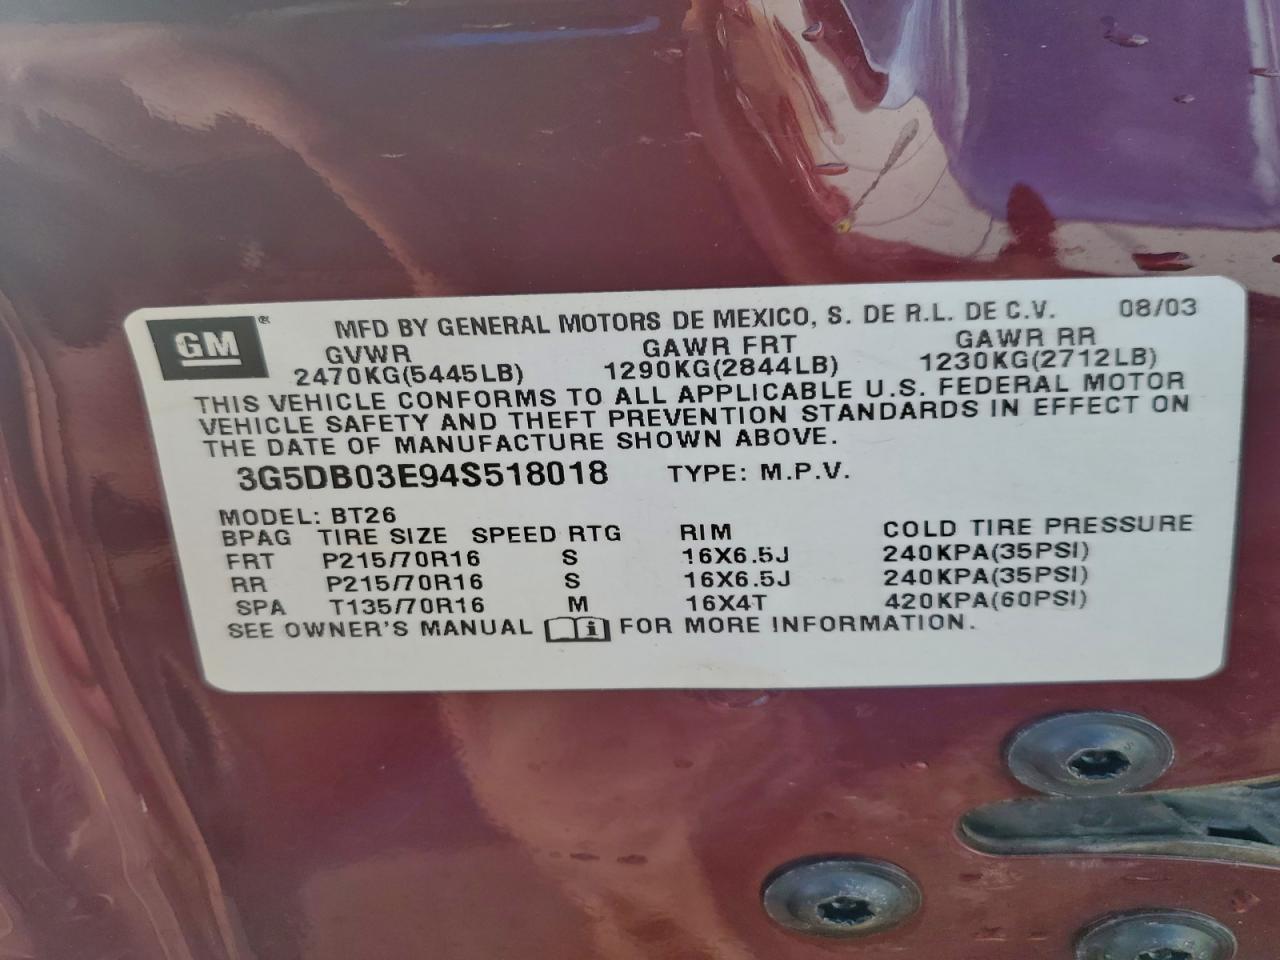 GM ®
MFD BY GENERAL MOTORS DE MEXICO, S. DE R.L. DE C.V. 08/03
GVWR GAWR FRT GAWR RR
2470KG(5445LB) 1290KG(2844LB) 1230KG(2712LB)
THIS VEHICLE CONFORMS TO ALL APPLICABLE U.S. FEDERAL MOTOR
VEHICLE SAFETY AND THEFT PREVENTION STANDARDS IN EFFECT ON
THE DATE OF MANUFACTURE SHOWN ABOVE.
3G5DB03E94S518018 TYPE: M.P.V.
MODEL: BT26
BPAG TIRE SIZE SPEED RTG RIM COLD TIRE PRESSURE
FRT P215/70R16 S 16X6.5J 240KPA(35PSI)
RR P215/70R16 S 16X6.5J 240KPA(35PSI)
SPA T135/70R16 M 16X4T 420KPA(60PSI)
SEE OWNER'S MANUAL i FOR MORE INFORMATION.